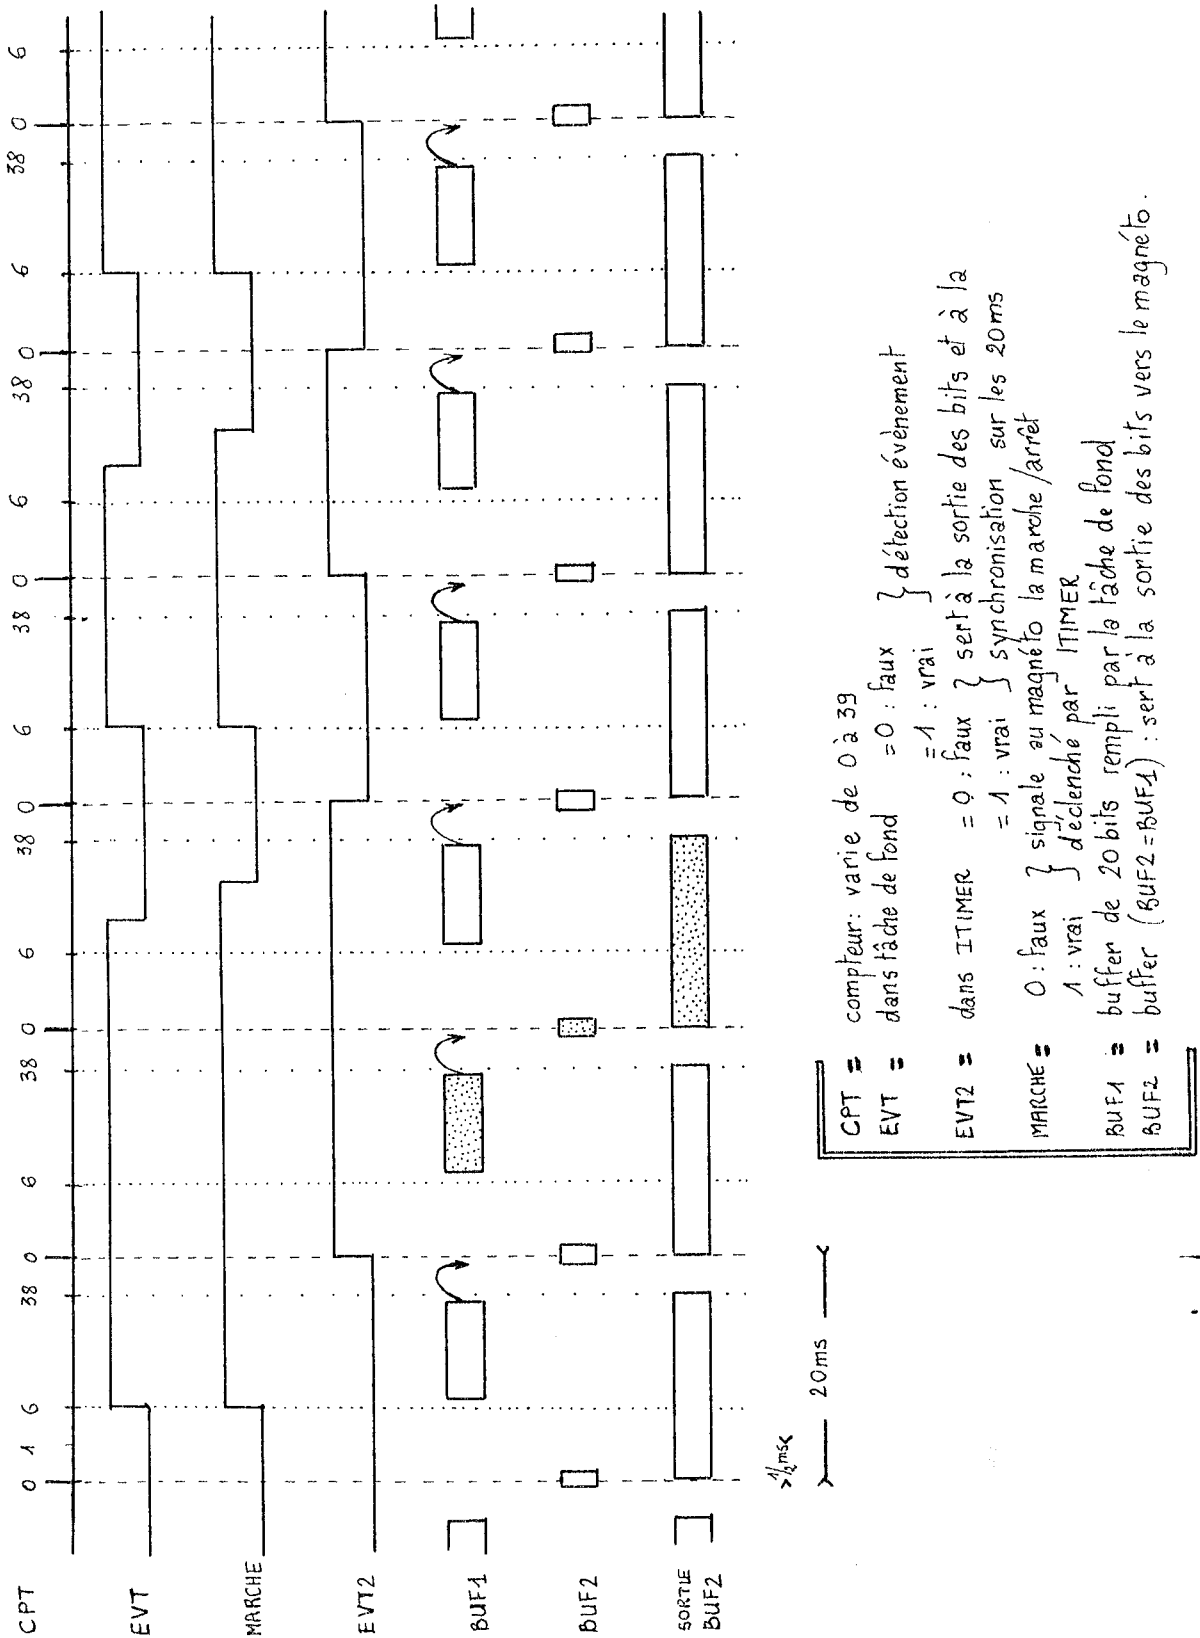 CPT 0 1 6 38 0 6 38 0 6 38 0 6 38 0 6 38 0 6 38 0 6
EVT
MARCHE
EVT2
BUF1
BUF2
SORTIE
BUF2
>1/2ms<
20ms
CPT = compteur: varie de 0 à 39
EVT = dans tâche de fond =0: faux } détection évènement
=1: vrai
EVT2 = dans ITIMER =0: faux } sert à la sortie des bits et à la
=1: vrai } synchronisation sur les 20ms
MARCHE = 0: faux } signale au magnéto la marche/arrêt
1: vrai } déclenché par ITIMER
BUF1 = buffer de 20 bits rempli par la tâche de fond
BUF2 = buffer (BUF2=BUF1) : sert à la sortie des bits vers le magnéto.